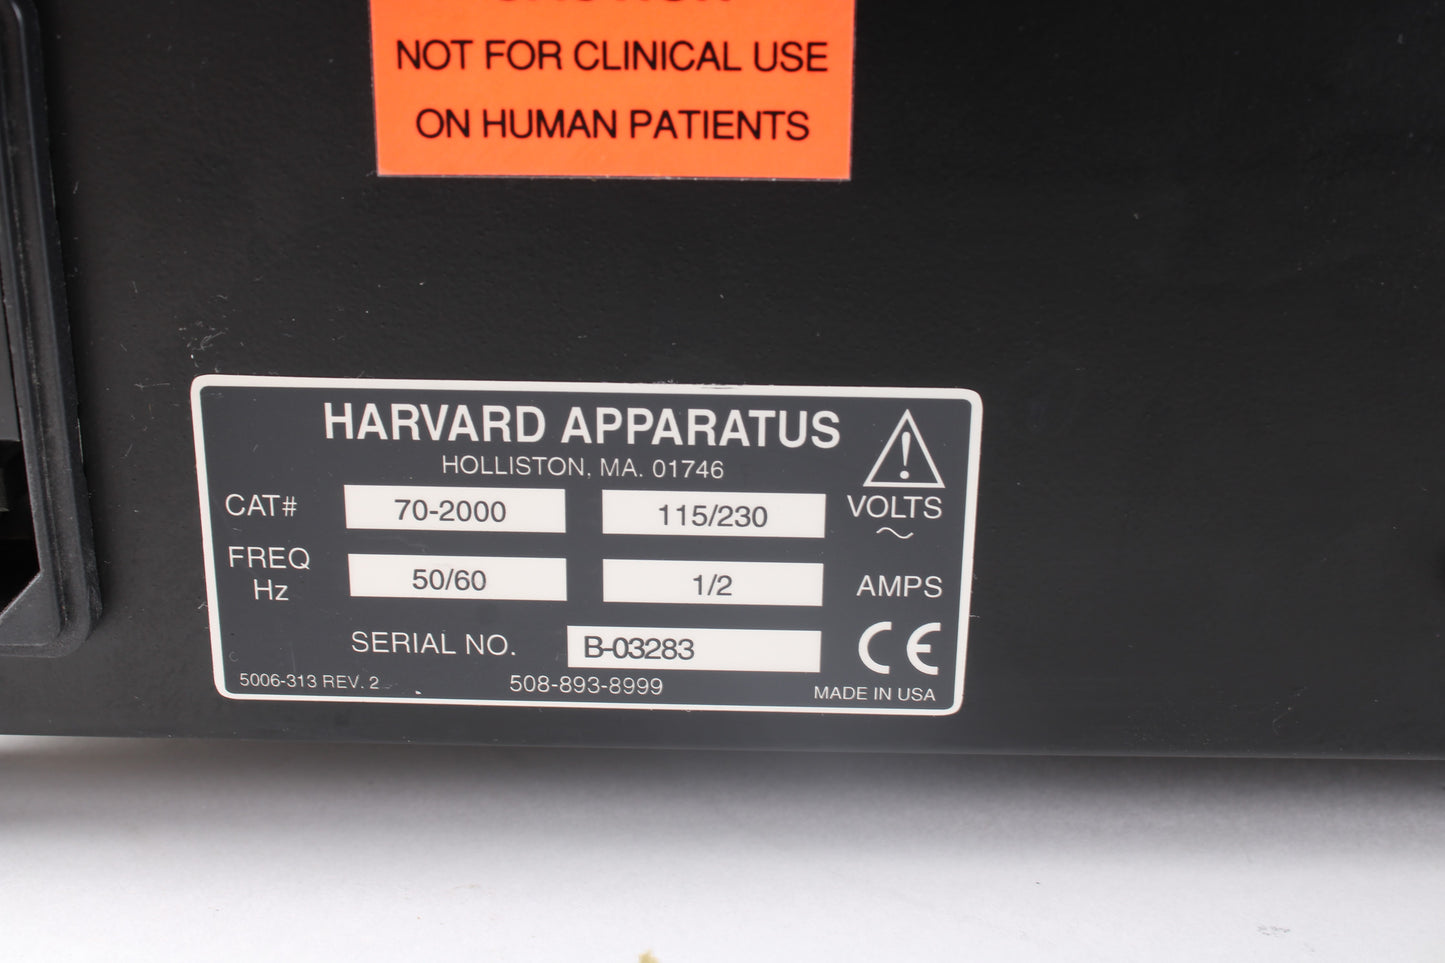 CAUTION
NOT FOR CLINICAL USE
ON HUMAN PATIENTS
HARVARD APPARATUS
HOLLISTON, MA. 01746
CAT# 70-2000 115/230 VOLTS ~
FREQ Hz 50/60 1/2 AMPS
SERIAL NO. B-03283 CE
5006-313 REV. 2 508-893-8999 MADE IN USA